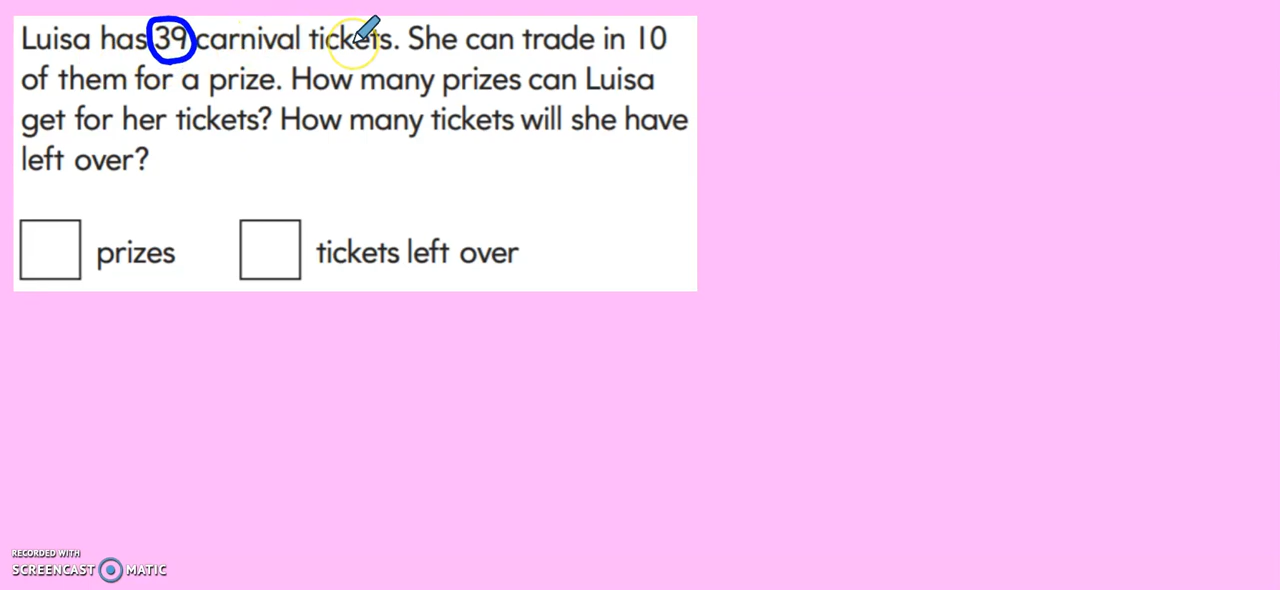 Luisa has 39 carnival tickets. She can trade in 10
of them for a prize. How many prizes can Luisa
get for her tickets? How many tickets will she have
left over?
prizes tickets left over
RECORDED WITH
SCREENCAST MATIC